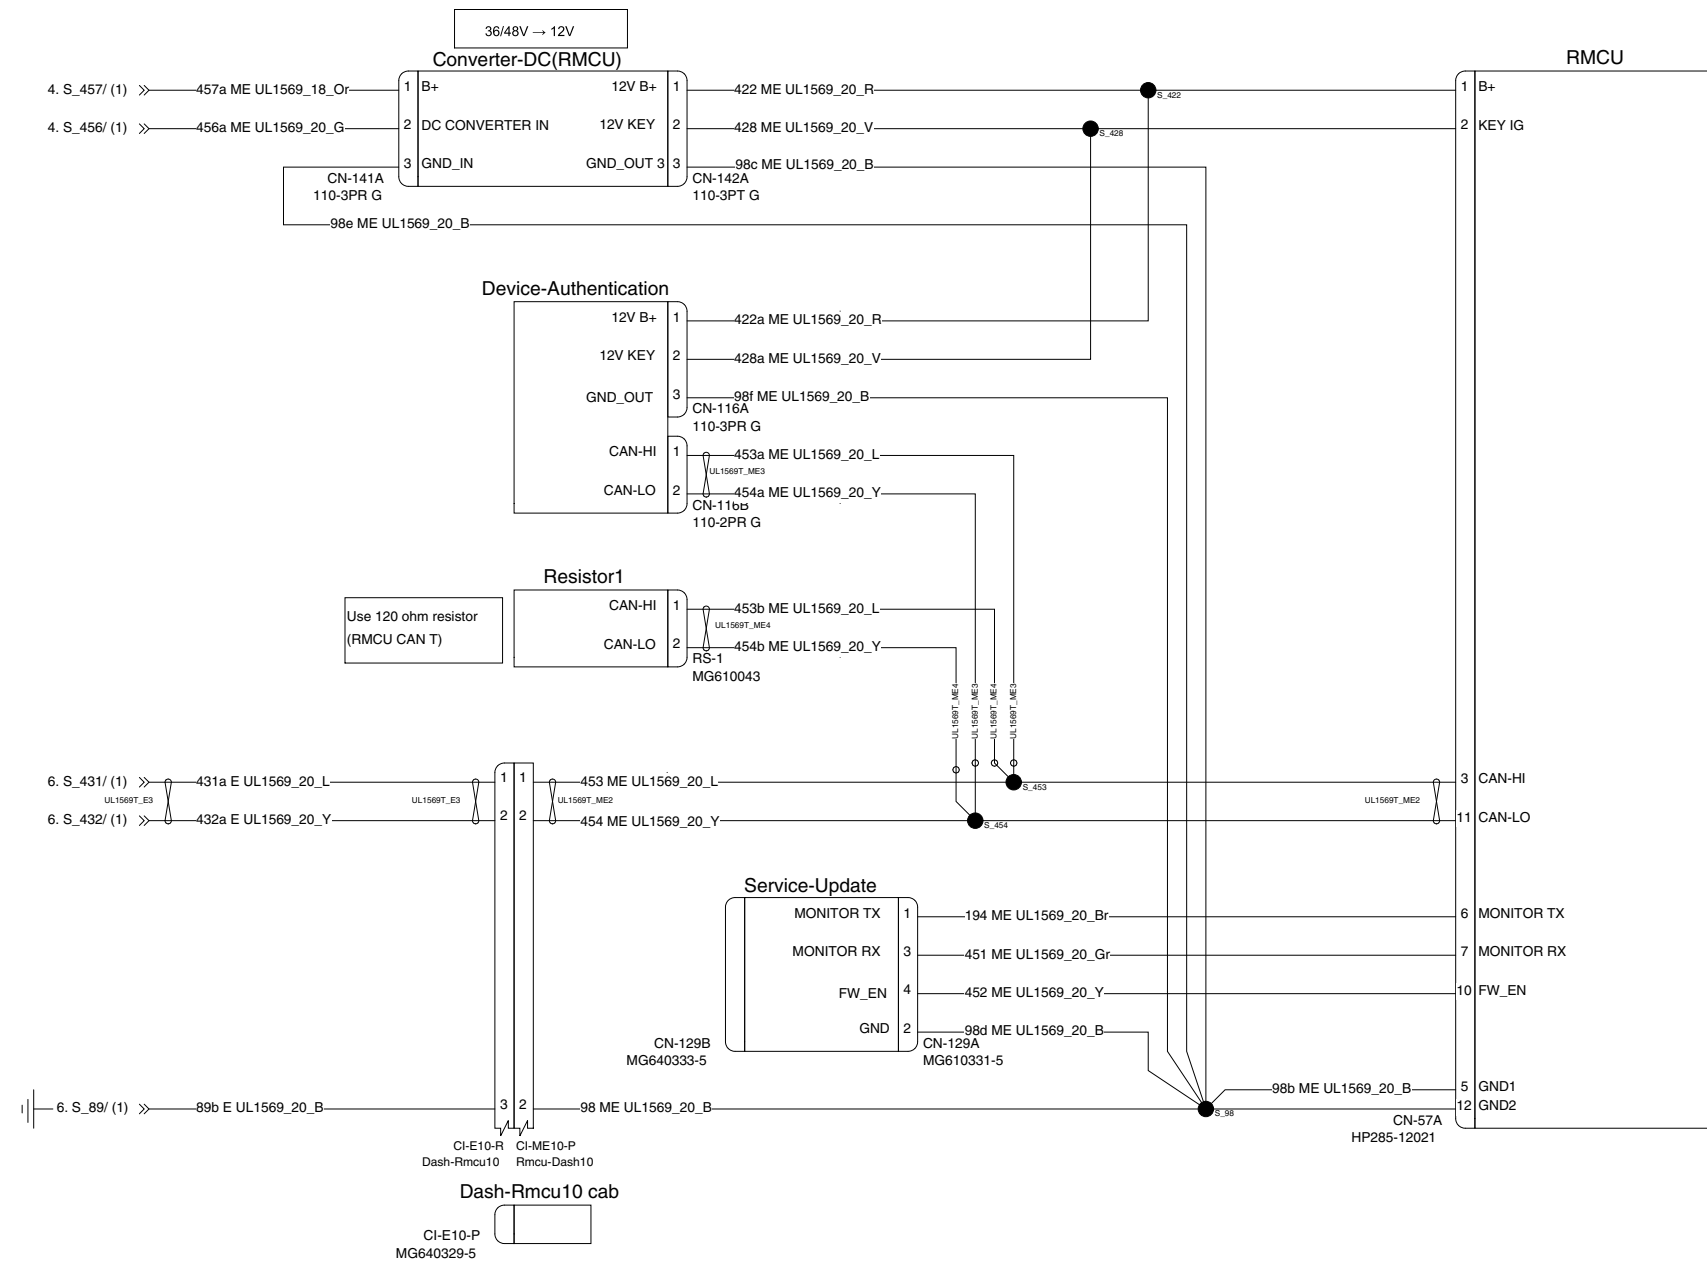 36/48V → 12V
Converter-DC(RMCU)
RMCU
4. S_457/ (1) 457a ME UL1569_18_Or 1 B+ 12V B+ 1 422 ME UL1569_20_R S_422 1 B+
4. S_456/ (1) 456a ME UL1569_20_G 2 DC CONVERTER IN 12V KEY 2 428 ME UL1569_20_V S_428 2 KEY IG
3 GND_IN GND_OUT 3 3 98c ME UL1569_20_B
CN-141A CN-142A
110-3PR G 110-3PT G
98e ME UL1569_20_B
Device-Authentication
12V B+ 1 422a ME UL1569_20_R
12V KEY 2 428a ME UL1569_20_V
GND_OUT 3 98f ME UL1569_20_B
CN-116A
110-3PR G
CAN-HI 1 453a ME UL1569_20_L
UL1569T_ME3
CAN-LO 2 454a ME UL1569_20_Y
CN-116B
110-2PR G
Resistor1
Use 120 ohm resistor
(RMCU CAN T)
CAN-HI 1 453b ME UL1569_20_L
UL1569T_ME4
CAN-LO 2 454b ME UL1569_20_Y
RS-1
MG610043
UL1569T_ME4
UL1569T_ME3
UL1569T_ME4
UL1569T_ME3
6. S_431/ (1) 431a E UL1569_20_L 1 1 453 ME UL1569_20_L S_453 3 CAN-HI
UL1569T_E3 UL1569T_E3 UL1569T_ME2 UL1569T_ME2
6. S_432/ (1) 432a E UL1569_20_Y 2 2 454 ME UL1569_20_Y S_454 11 CAN-LO
Service-Update
MONITOR TX 1 194 ME UL1569_20_Br 6 MONITOR TX
MONITOR RX 3 451 ME UL1569_20_Gr 7 MONITOR RX
FW_EN 4 452 ME UL1569_20_Y 10 FW_EN
GND 2 98d ME UL1569_20_B
CN-129B CN-129A
MG640333-5 MG610331-5
98b ME UL1569_20_B 5 GND1
6. S_89/ (1) 89b E UL1569_20_B 3 2 98 ME UL1569_20_B S_98 12 GND2
CN-57A
HP285-12021
CI-E10-R CI-ME10-P
Dash-Rmcu10 Rmcu-Dash10
Dash-Rmcu10 cab
CI-E10-P
MG640329-5